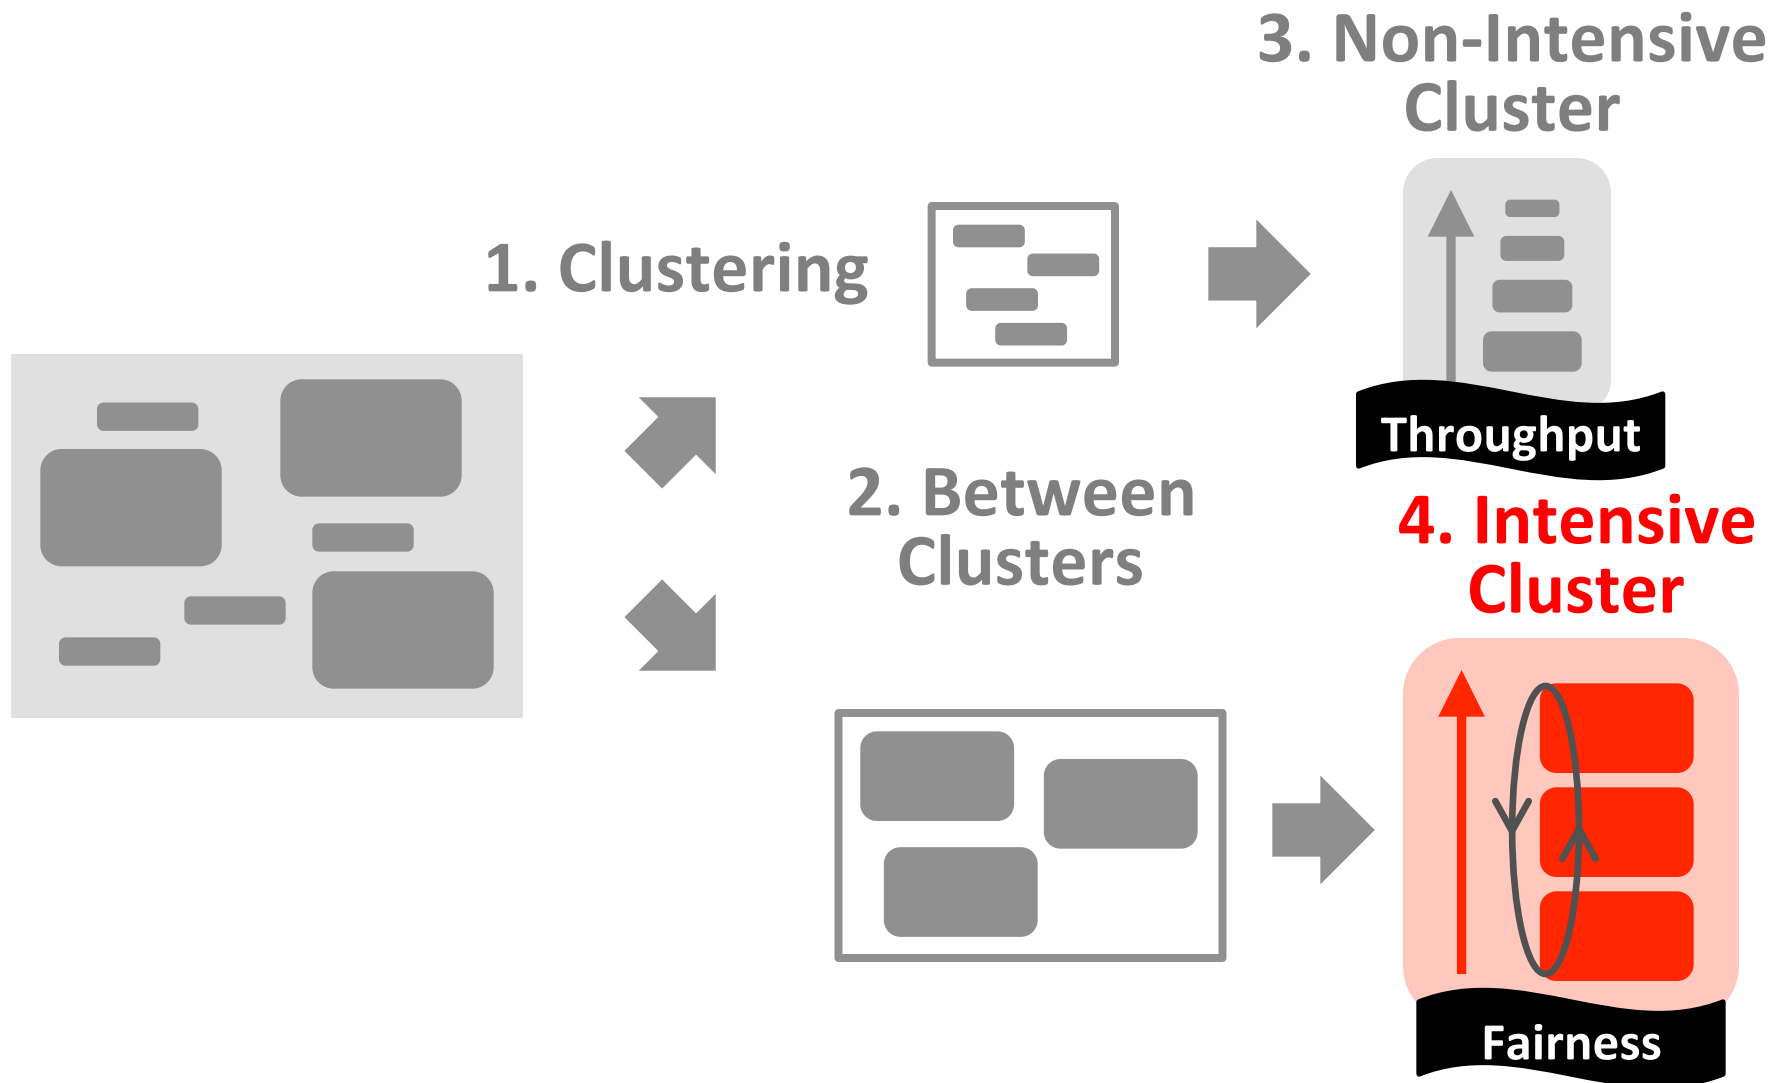 3. Non-Intensive
Cluster
1. Clustering
Throughput
2. Between
Clusters
4. Intensive
Cluster
Fairness